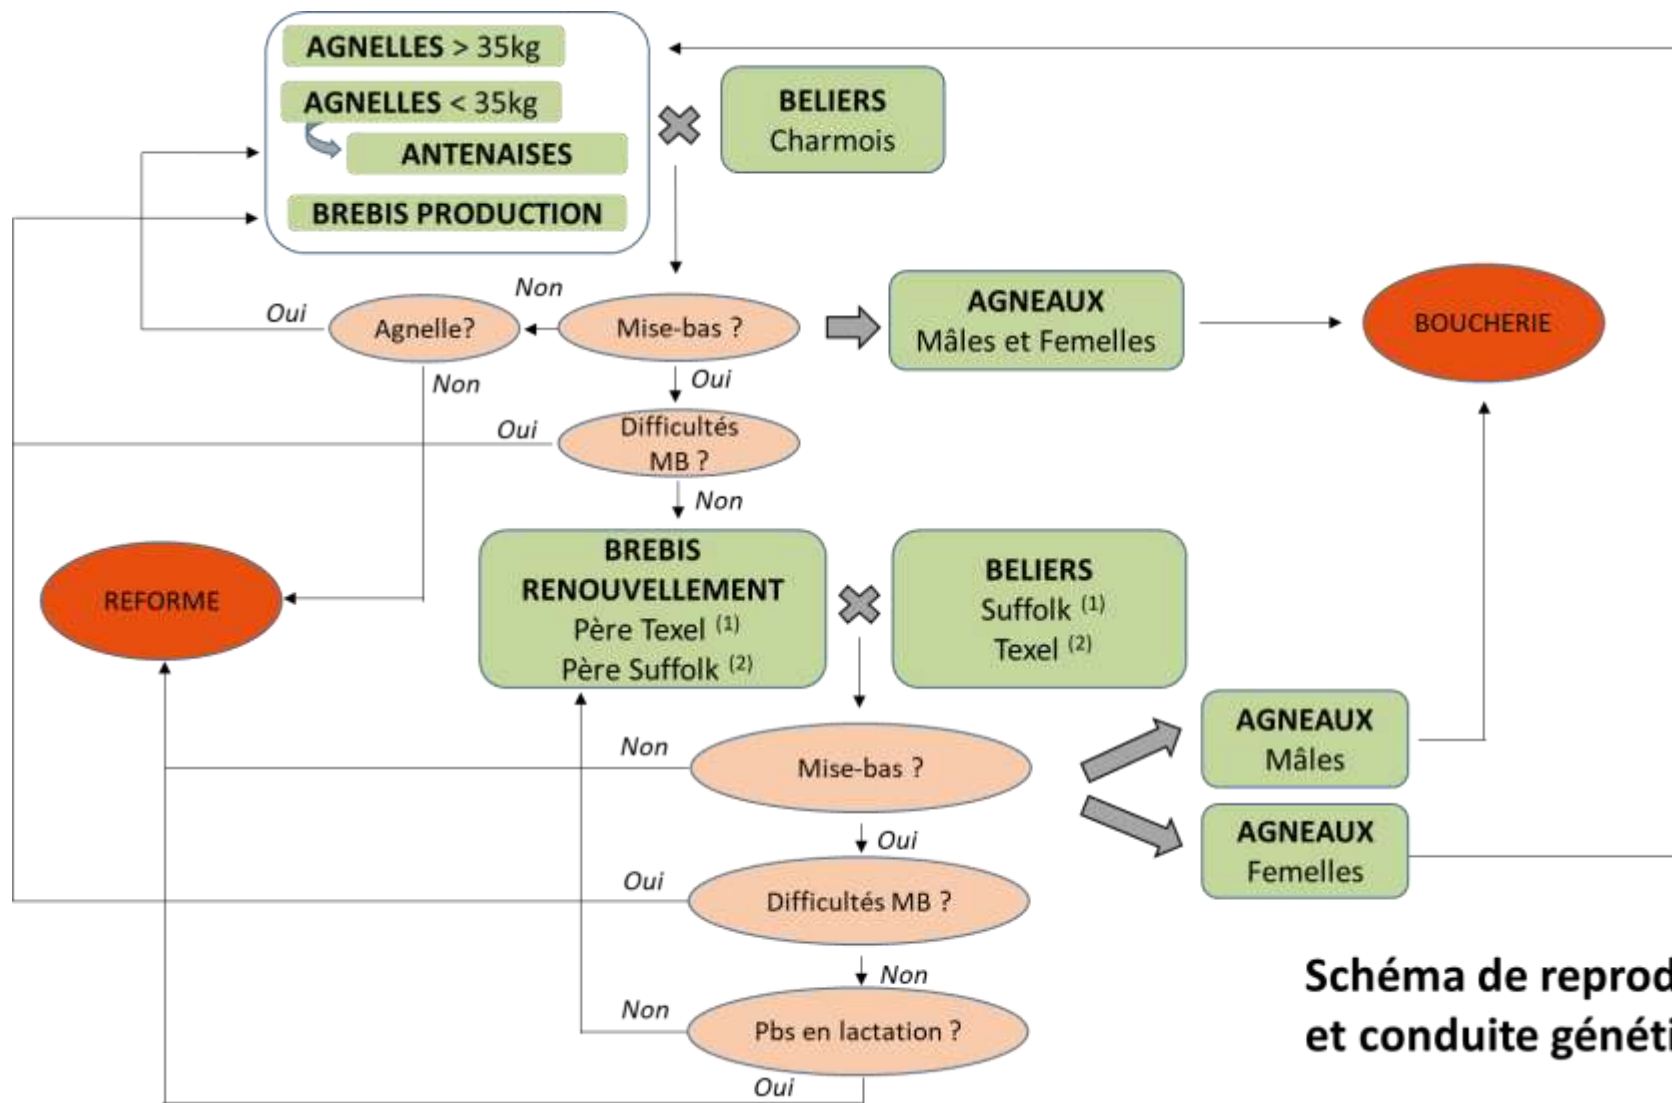 AGNELLES > 35kg
AGNELLES < 35kg
ANTENAISES
BREBIS PRODUCTION
BELIERS
Charmois
Non
Oui
Agnelle?
Mise-bas ?
AGNEAUX
Mâles et Femelles
BOUCHERIE
Non
Oui
Oui
Difficultés
MB ?
Non
REFORME
BREBIS
RENOUVELLEMENT
Père Texel (1)
Père Suffolk (2)
BELIERS
Suffolk (1)
Texel (2)
Non
Mise-bas ?
AGNEAUX
Mâles
Oui
AGNEAUX
Femelles
Oui
Difficultés MB ?
Non
Non
Pbs en lactation ?
Oui
Schéma de reprod
et conduite généti